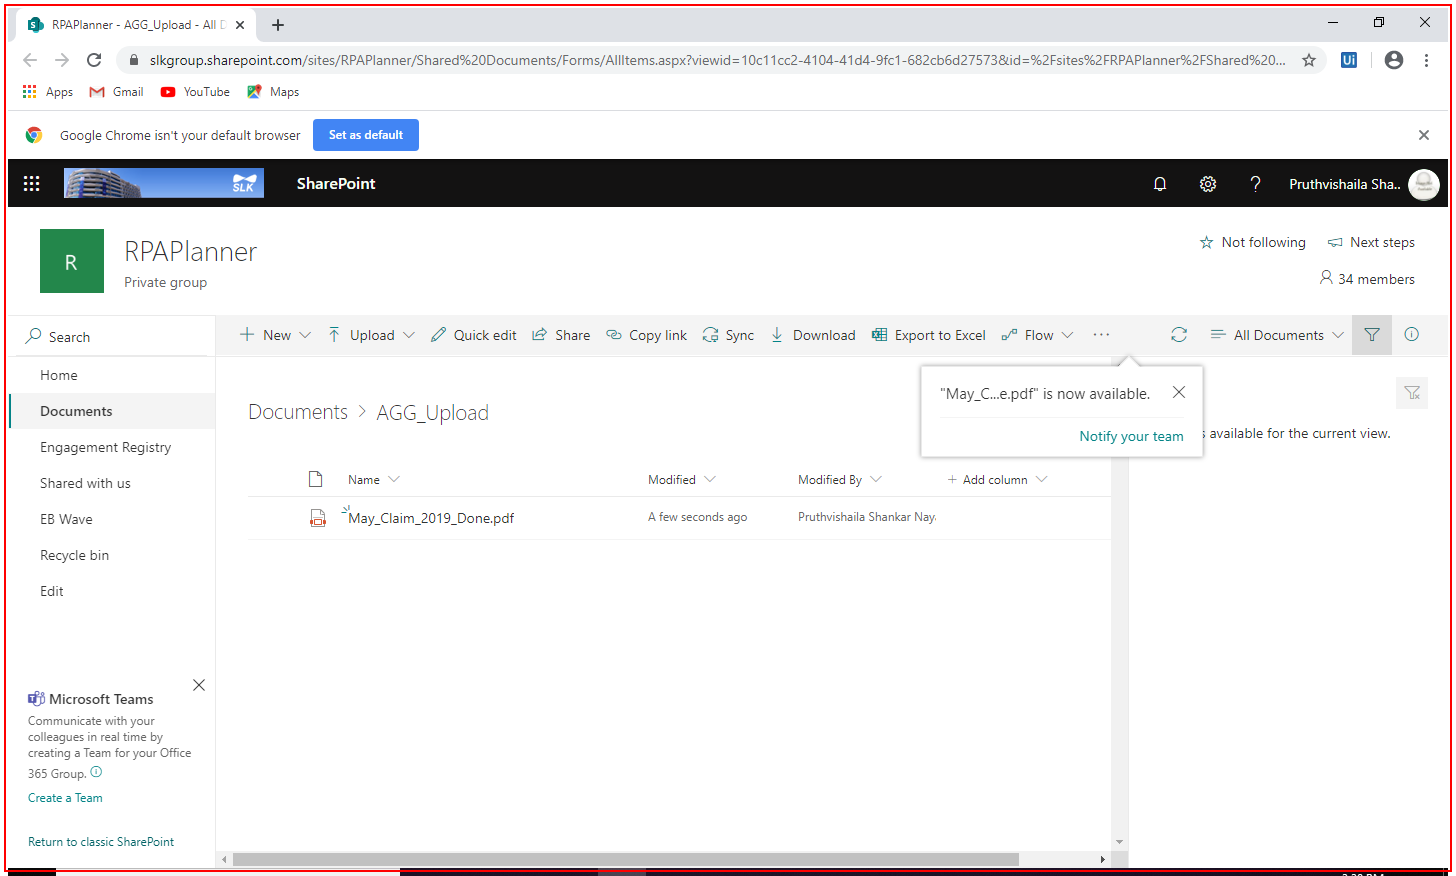 RPAPlanner - AGG_Upload - All D
slkgroup.sharepoint.com/sites/RPAPlanner/Shared%20Documents/Forms/AllItems.aspx?viewid=10c11cc2-4104-41d4-9fc1-682cb6d27573&id=%2Fsites%2FRPAPlanner%2FShared%20...
Ui
Apps Gmail YouTube Maps
Google Chrome isn't your default browser Set as default
SLK SharePoint Pruthvishaila Sha..
R
RPAPlanner
Private group
Not following Next steps
34 members
Search
New Upload Quick edit Share Copy link Sync Download Export to Excel Flow ... All Documents
Home
Documents
Engagement Registry
Shared with us
EB Wave
Recycle bin
Edit
Documents > AGG_Upload
"May_C...e.pdf" is now available.
Notify your team
available for the current view.
Name Modified Modified By + Add column
May_Claim_2019_Done.pdf A few seconds ago Pruthvishaila Shankar Nay
Microsoft Teams
Communicate with your
colleagues in real time by
creating a Team for your Office
365 Group.
Create a Team
Return to classic SharePoint